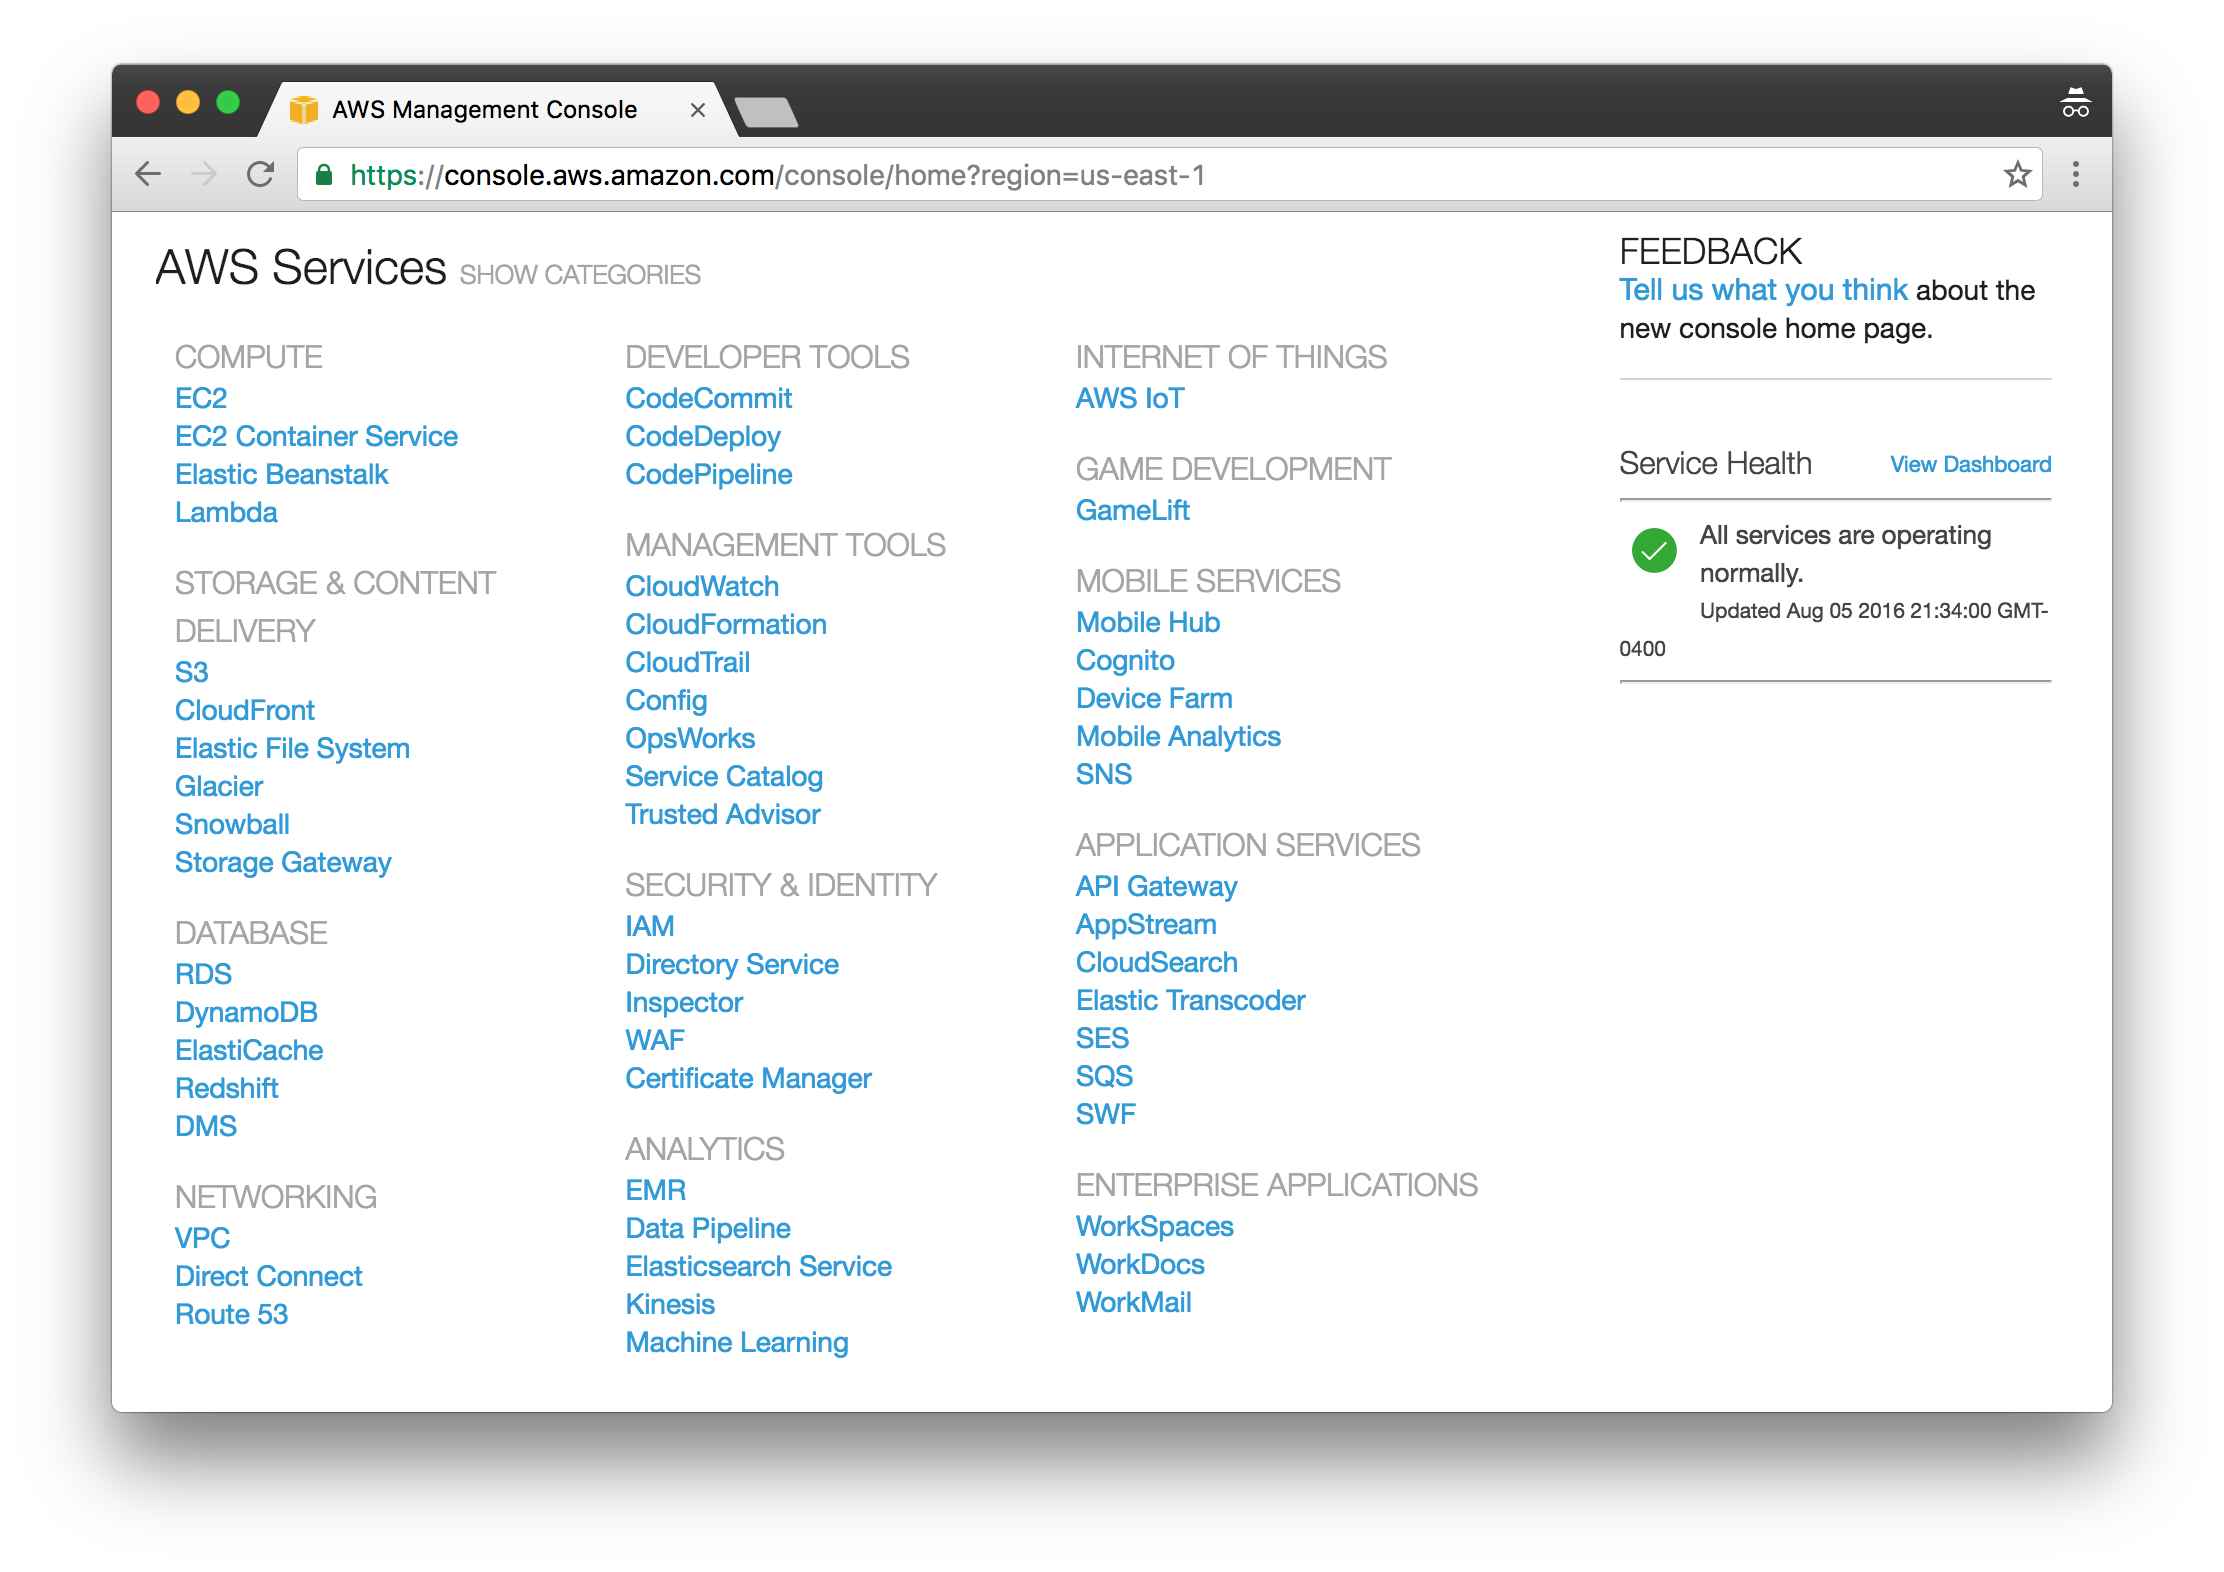 AWS Management Console
https://console.aws.amazon.com/console/home?region=us-east-1
AWS Services SHOW CATEGORIES
COMPUTE
EC2
EC2 Container Service
Elastic Beanstalk
Lambda
STORAGE & CONTENT
DELIVERY
S3
CloudFront
Elastic File System
Glacier
Snowball
Storage Gateway
DATABASE
RDS
DynamoDB
ElastiCache
Redshift
DMS
NETWORKING
VPC
Direct Connect
Route 53
DEVELOPER TOOLS
CodeCommit
CodeDeploy
CodePipeline
MANAGEMENT TOOLS
CloudWatch
CloudFormation
CloudTrail
Config
OpsWorks
Service Catalog
Trusted Advisor
SECURITY & IDENTITY
IAM
Directory Service
Inspector
WAF
Certificate Manager
ANALYTICS
EMR
Data Pipeline
Elasticsearch Service
Kinesis
Machine Learning
INTERNET OF THINGS
AWS IoT
GAME DEVELOPMENT
GameLift
MOBILE SERVICES
Mobile Hub
Cognito
Device Farm
Mobile Analytics
SNS
APPLICATION SERVICES
API Gateway
AppStream
CloudSearch
Elastic Transcoder
SES
SQS
SWF
ENTERPRISE APPLICATIONS
WorkSpaces
WorkDocs
WorkMail
FEEDBACK
Tell us what you think about the
new console home page.
Service Health View Dashboard
All services are operating
normally.
Updated Aug 05 2016 21:34:00 GMT-
0400